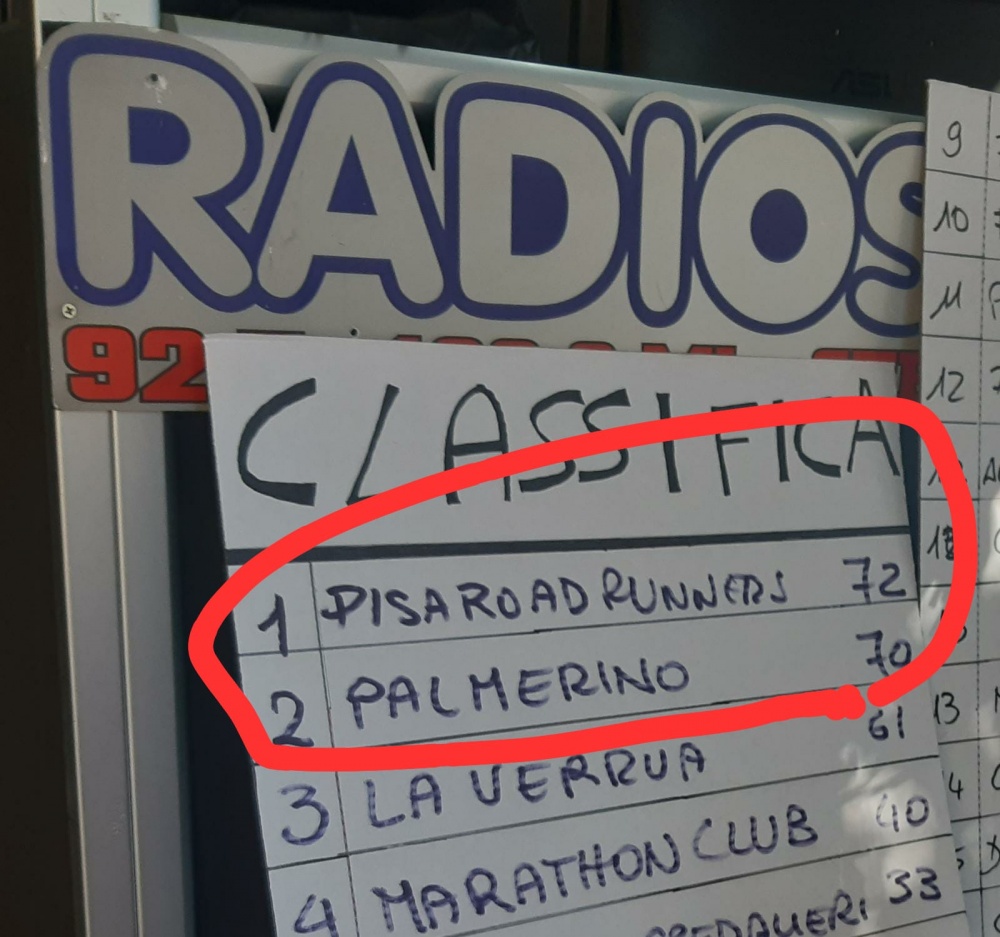 RADIOS
92
CLASSIFICA
1 PISAROADRUNNERS 72
2 PALMERINO 70
3 LA VERRUA 61
4 MARATHON CLUB 40
33
9
10
11
12
13